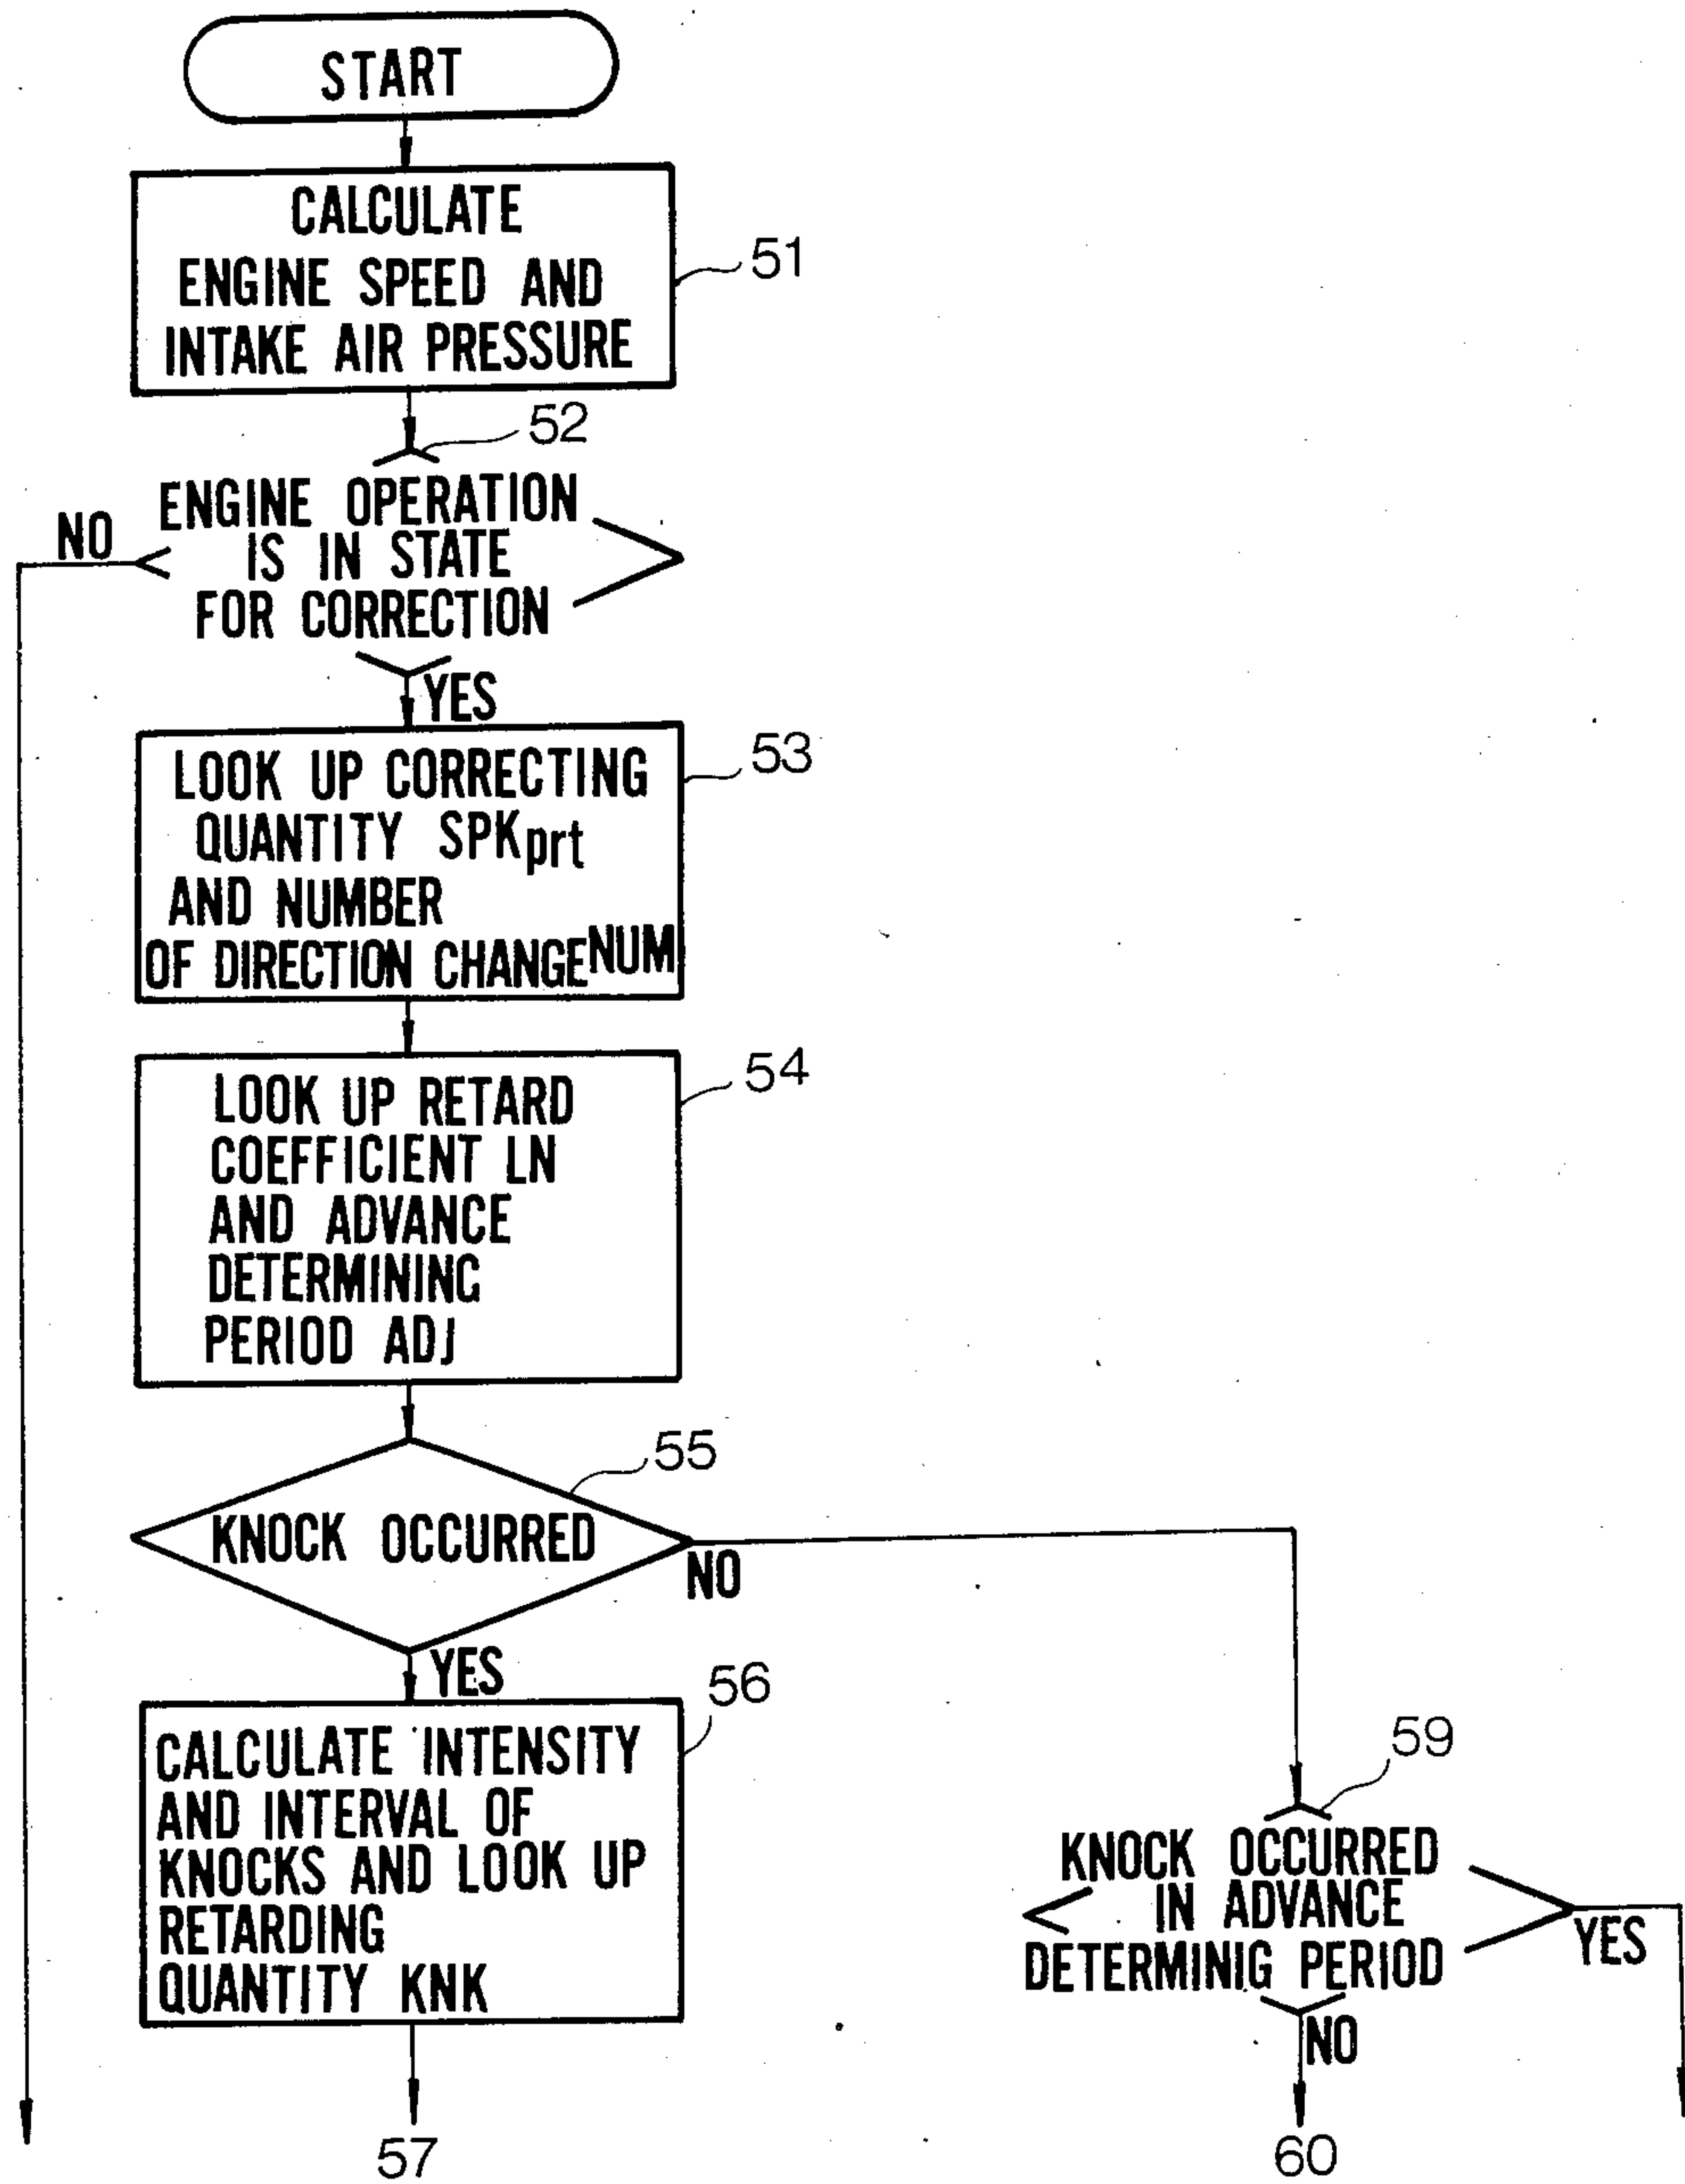 START
CALCULATE
ENGINE SPEED AND
INTAKE AIR PRESSURE
51
52
ENGINE OPERATION
IS IN STATE
FOR CORRECTION
NO
YES
LOOK UP CORRECTING
QUANTITY SPKprt
AND NUMBER
OF DIRECTION CHANGE NUM
53
LOOK UP RETARD
COEFFICIENT LN
AND ADVANCE
DETERMINING
PERIOD ADJ
54
55
KNOCK OCCURRED
NO
YES
56
CALCULATE INTENSITY
AND INTERVAL OF
KNOCKS AND LOOK UP
RETARDING
QUANTITY KNK
57
59
KNOCK OCCURRED
IN ADVANCE
DETERMINIG PERIOD
YES
NO
60